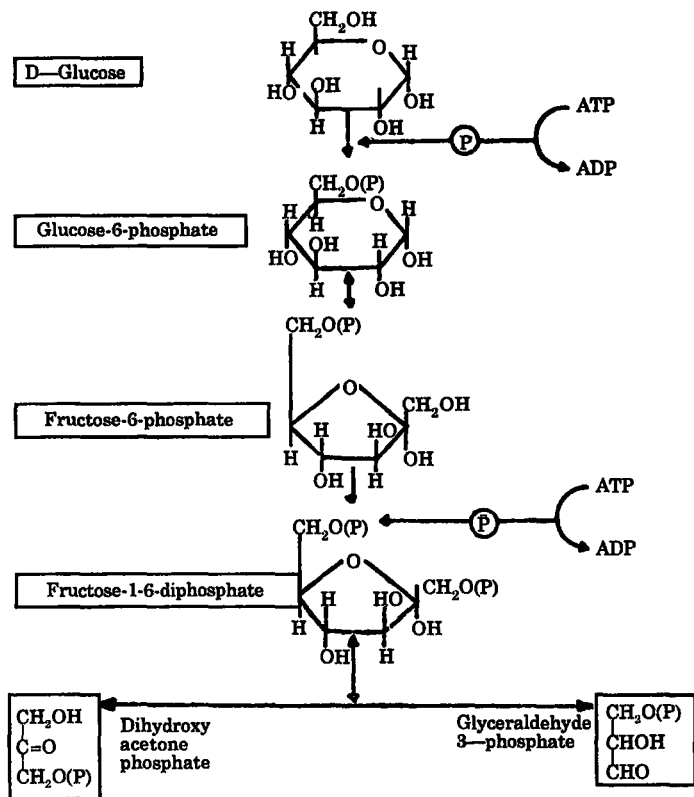 CH₂OH
H O H
D—Glucose
HO OH H OH
H OH
ATP
P
ADP
CH₂O(P)
H O H
H
Glucose-6-phosphate
HO OH H OH
H OH
CH₂O(P)
O
CH₂OH
Fructose-6-phosphate
H HO
H OH H OH
ATP
P
CH₂O(P)
ADP
O
Fructose-1-6-diphosphate
CH₂O(P)
H HO
H OH H OH
CH₂OH
C=O
CH₂O(P)
Dihydroxy
acetone
phosphate
Glyceraldehyde
3—phosphate
CH₂O(P)
CHOH
CHO